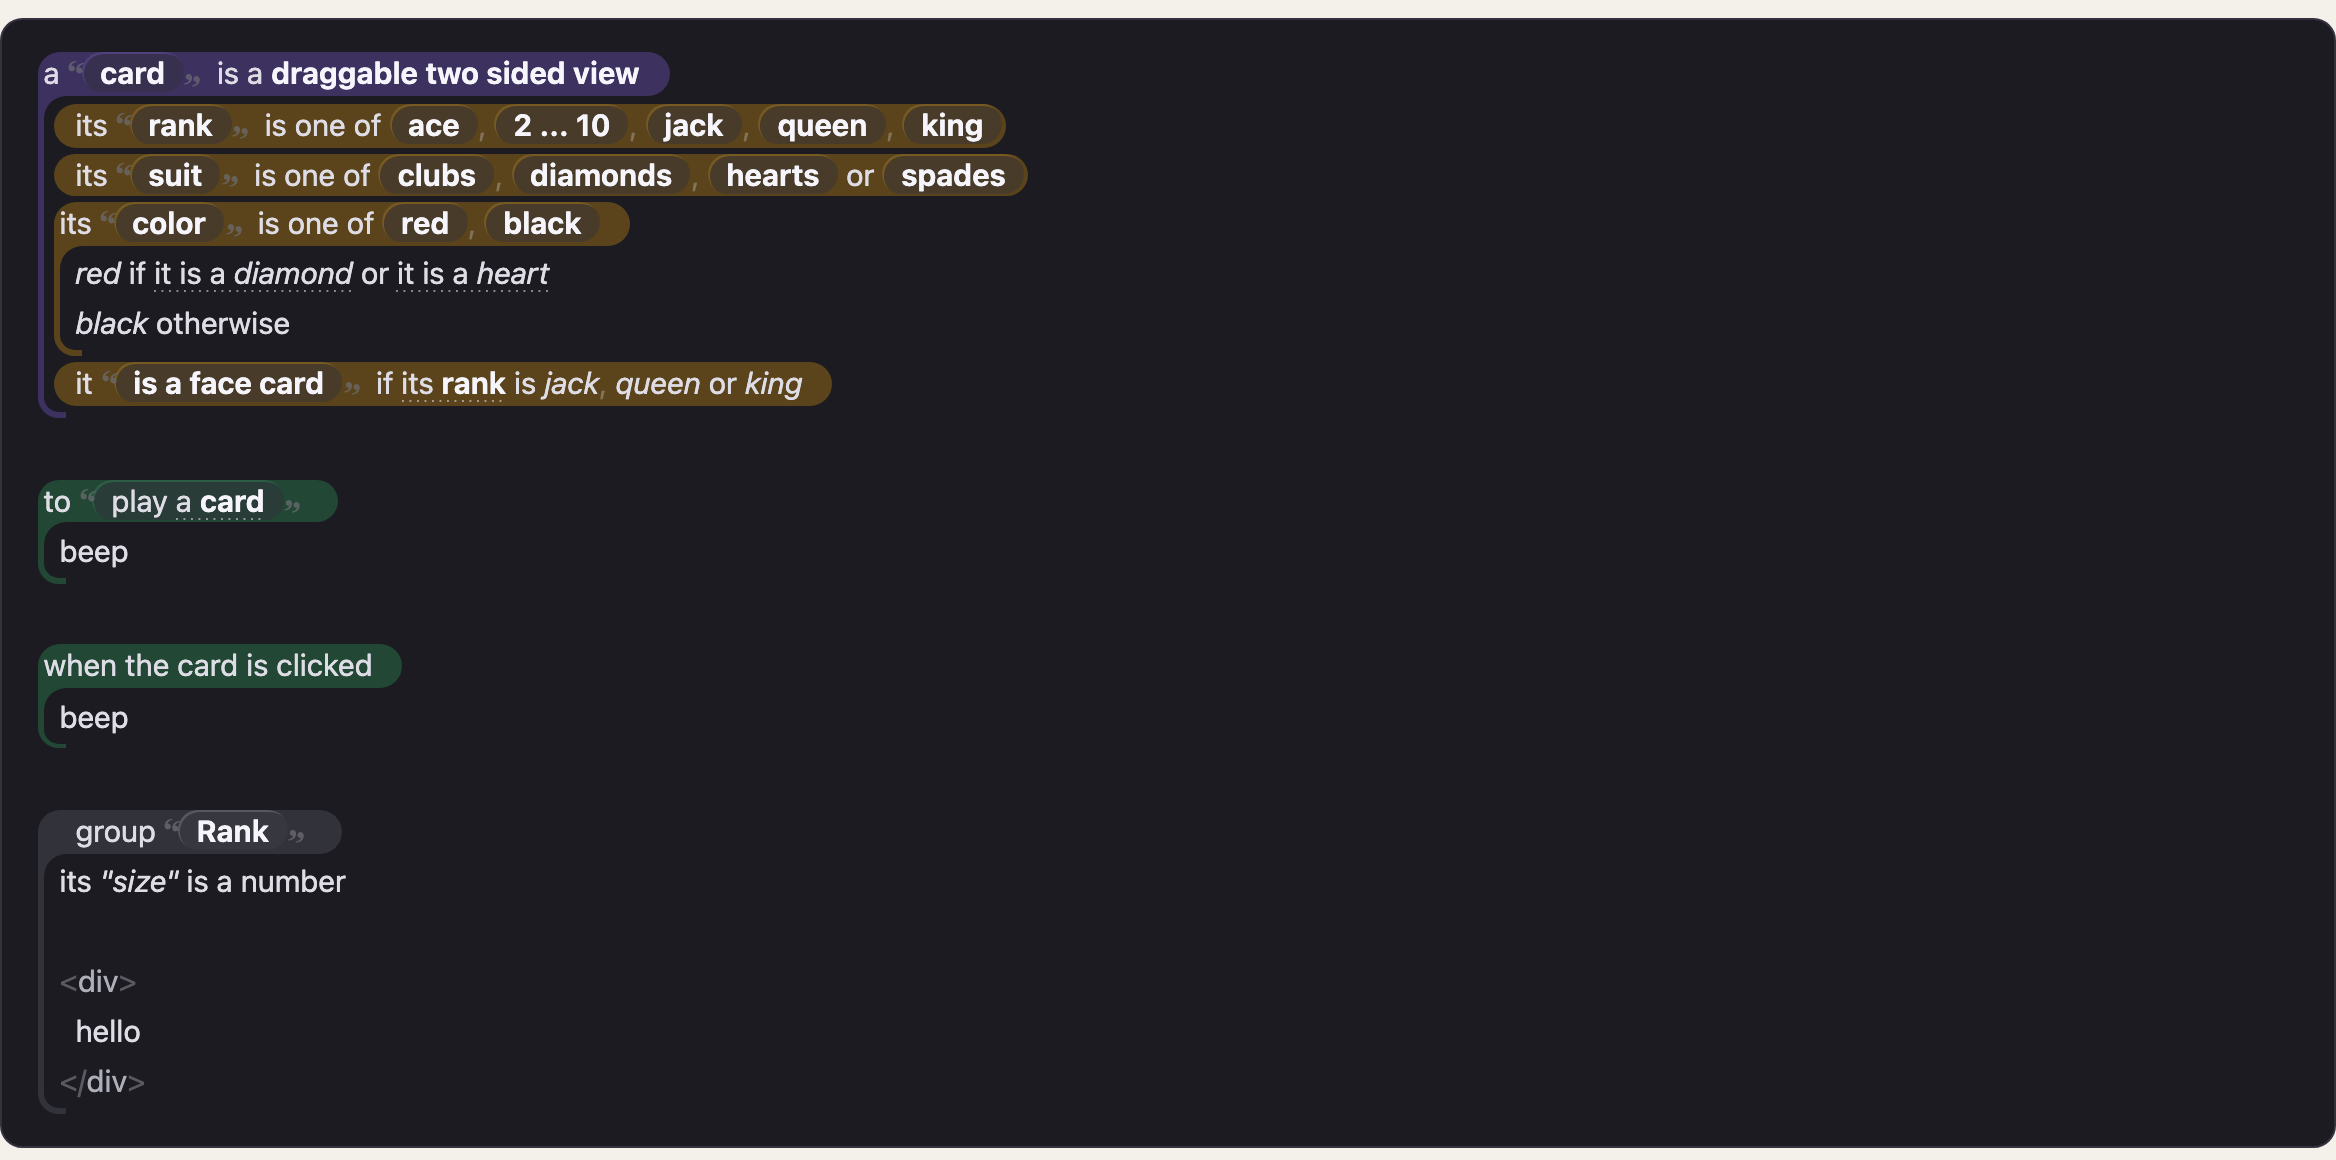 a “ card ” is a draggable two sided view
its “ rank ” is one of ace , 2 ... 10 , jack , queen , king
its “ suit ” is one of clubs , diamonds , hearts or spades
its “ color ” is one of red , black
red if it is a diamond or it is a heart
black otherwise
it “ is a face card ” if its rank is jack, queen or king
to “ play a card ”
beep
when the card is clicked
beep
group “ Rank ”
its "size" is a number
<div>
hello
</div>